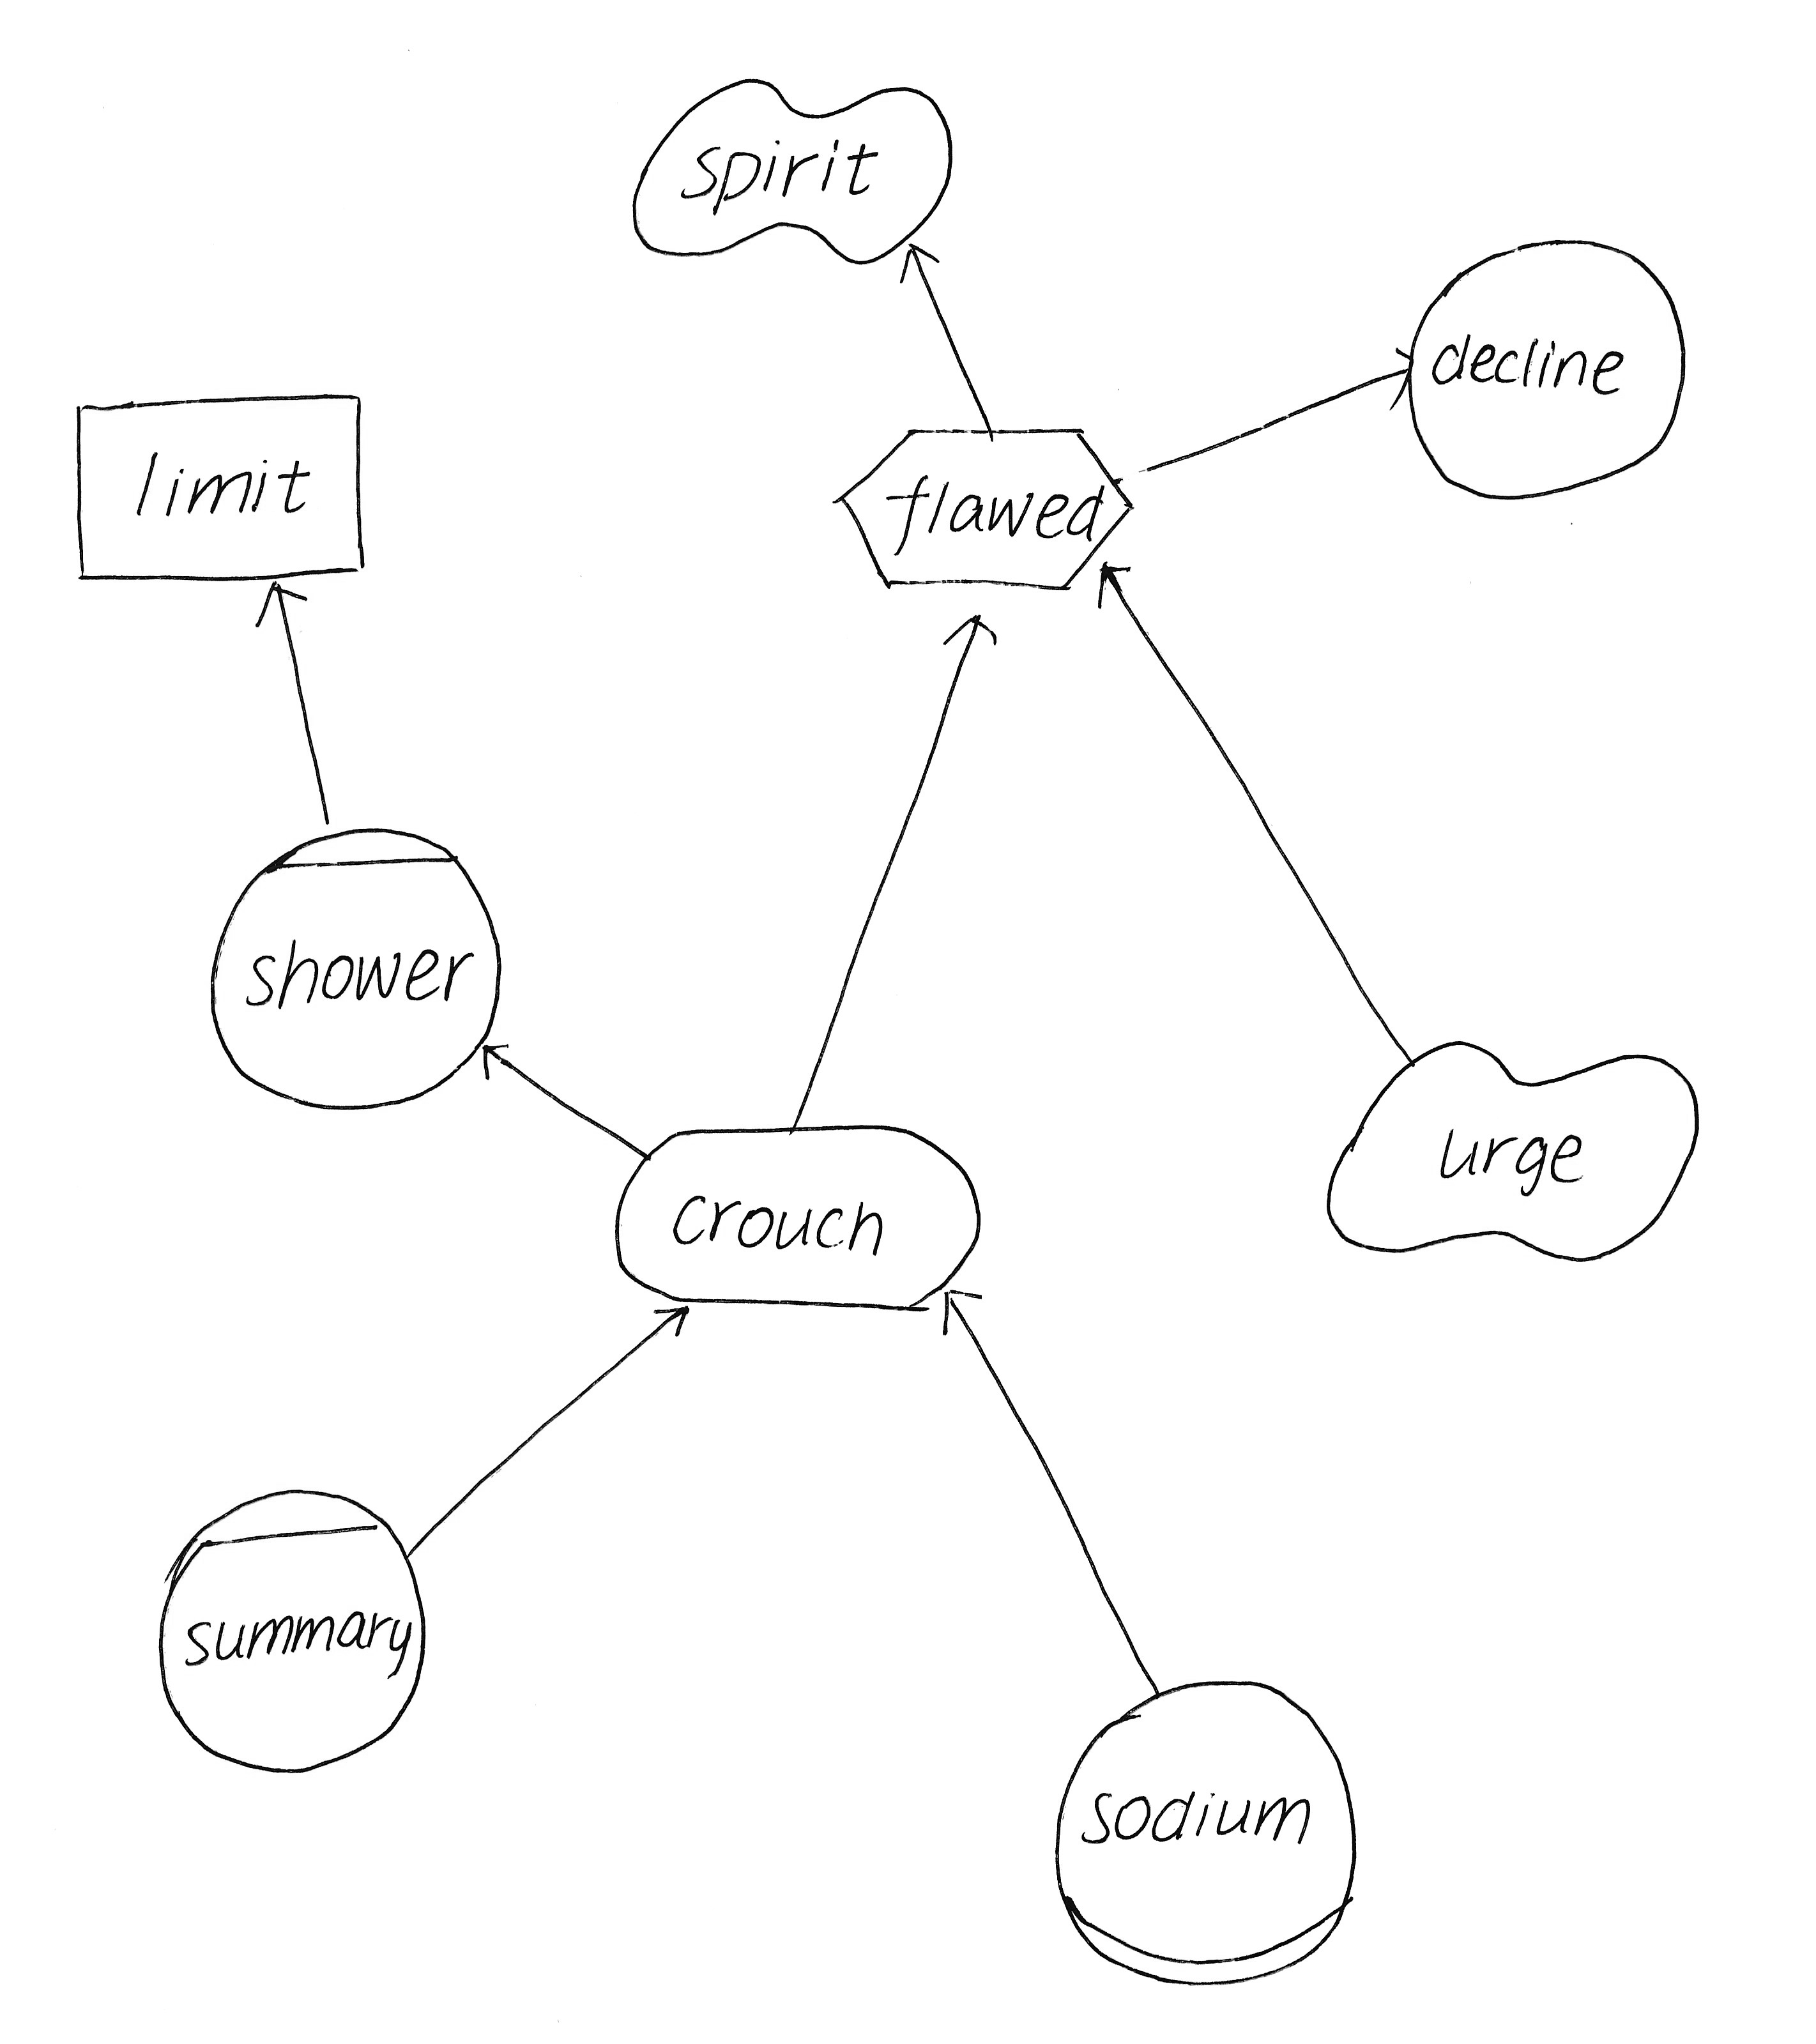 spirit
decline
limit
flawed
shower
urge
crouch
summary
sodium